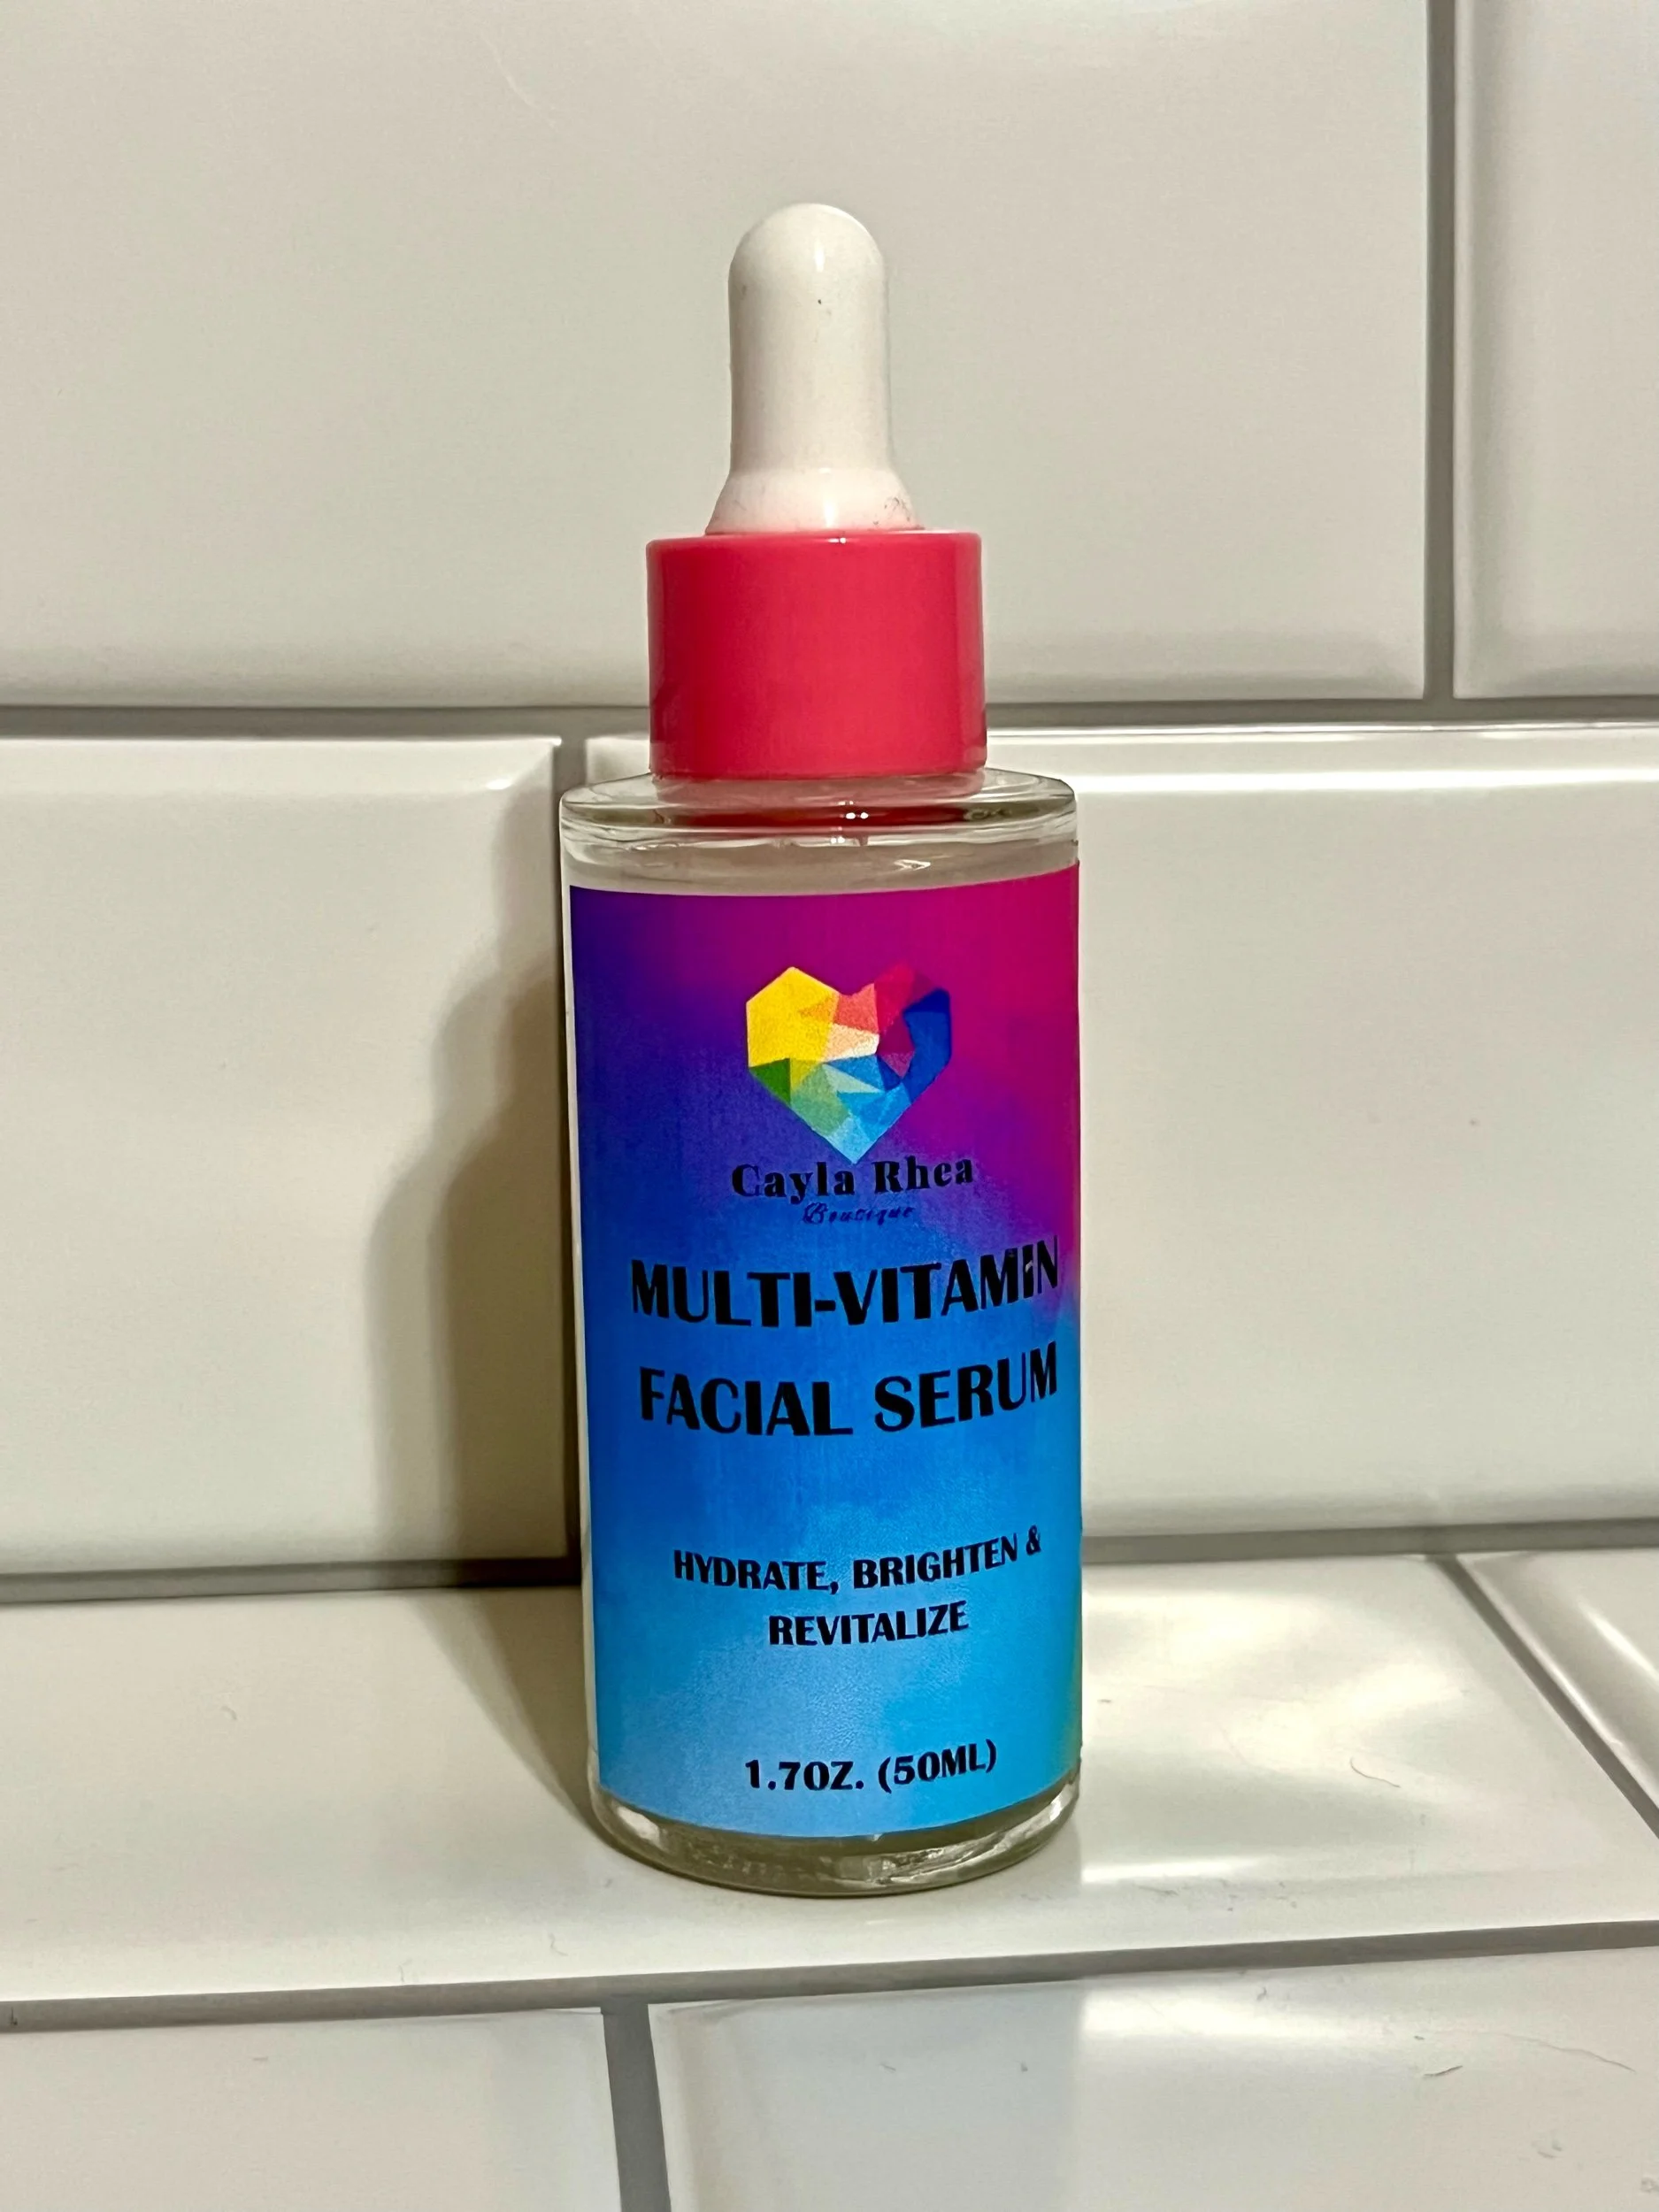 Cayla Rhea
Boutique
MULTI-VITAMIN
FACIAL SERUM
HYDRATE, BRIGHTEN &
REVITALIZE
1.7OZ. (50ML)